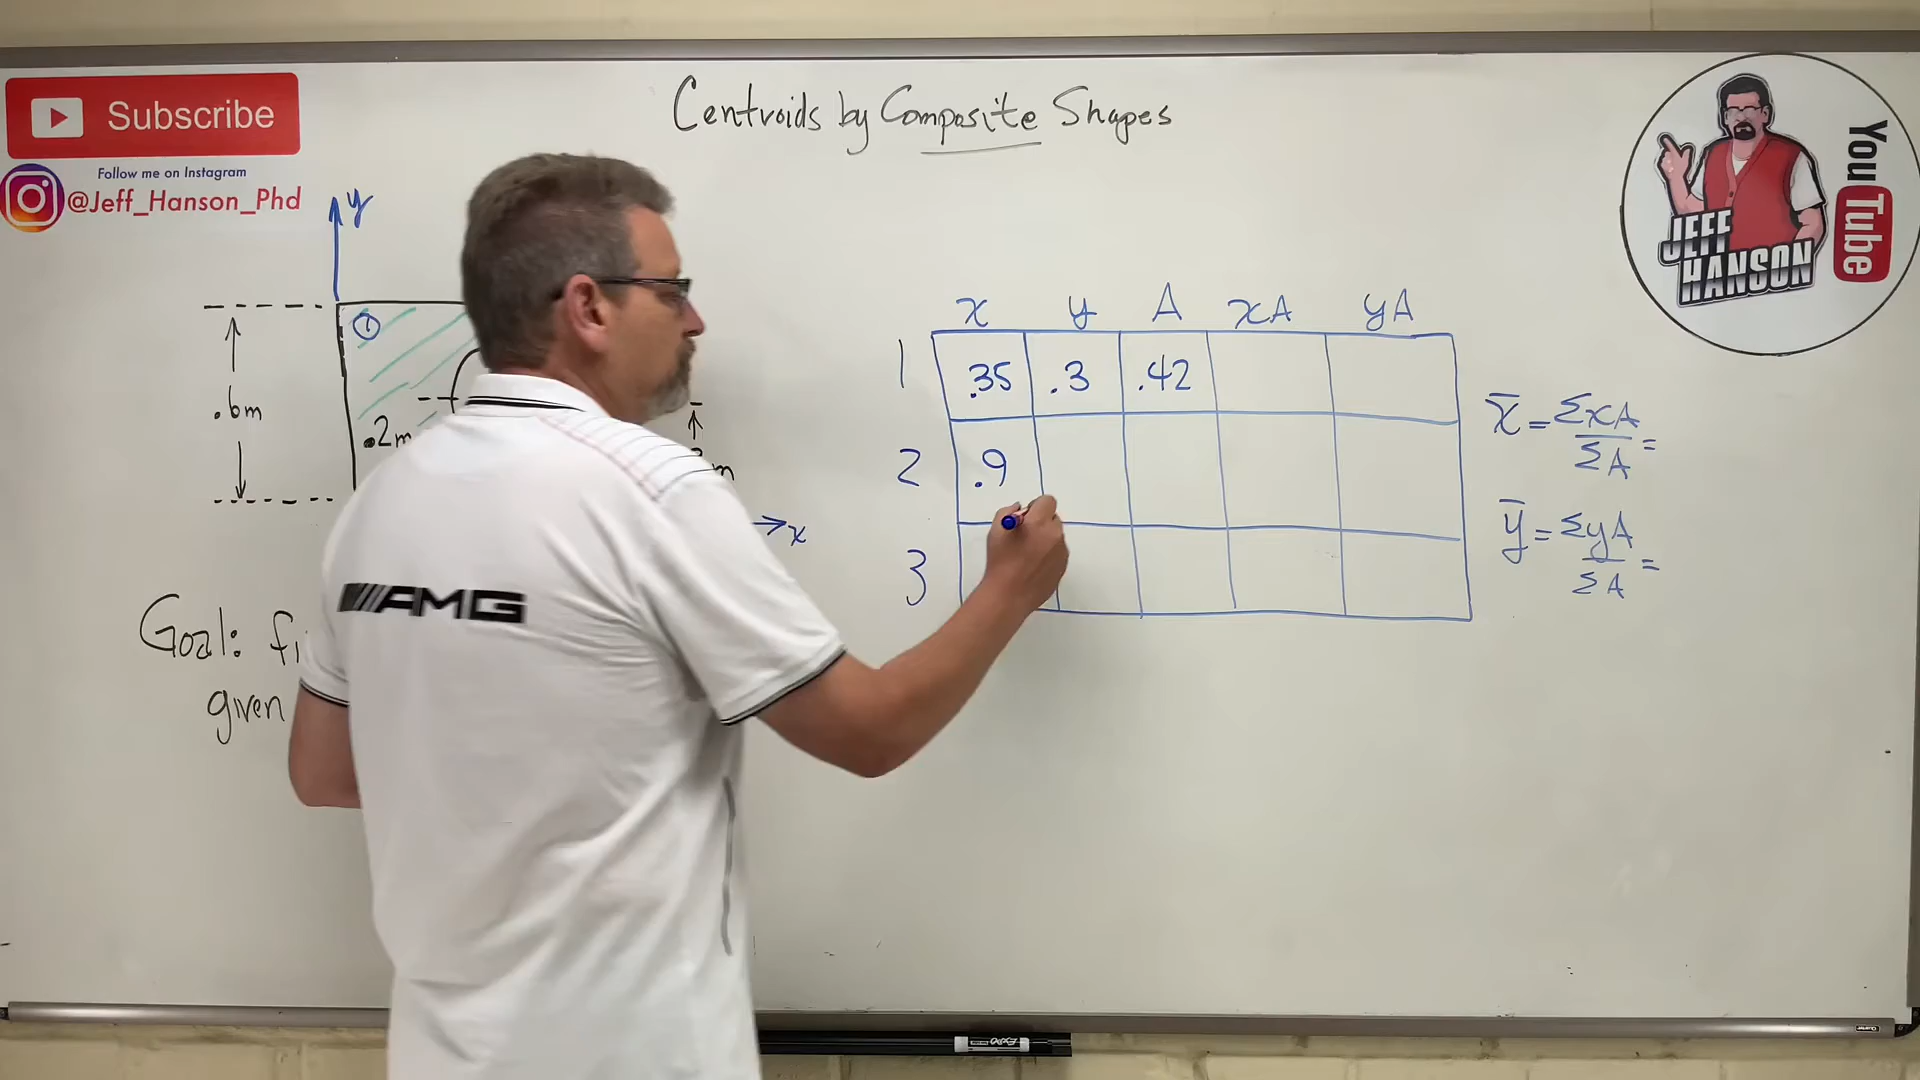 Subscribe
Follow me on Instagram
@Jeff_Hanson_Phd
Centroids by Composite Shapes
YouTube
JEFF
HANSON
y
1
.6m
.2m
m
x
Goal: fi
given
x y A xA yA
1 .35 .3 .42
2 .9
3
x̄ = ΣxA / ΣA =
ȳ = ΣyA / ΣA =
AMG
EXPO